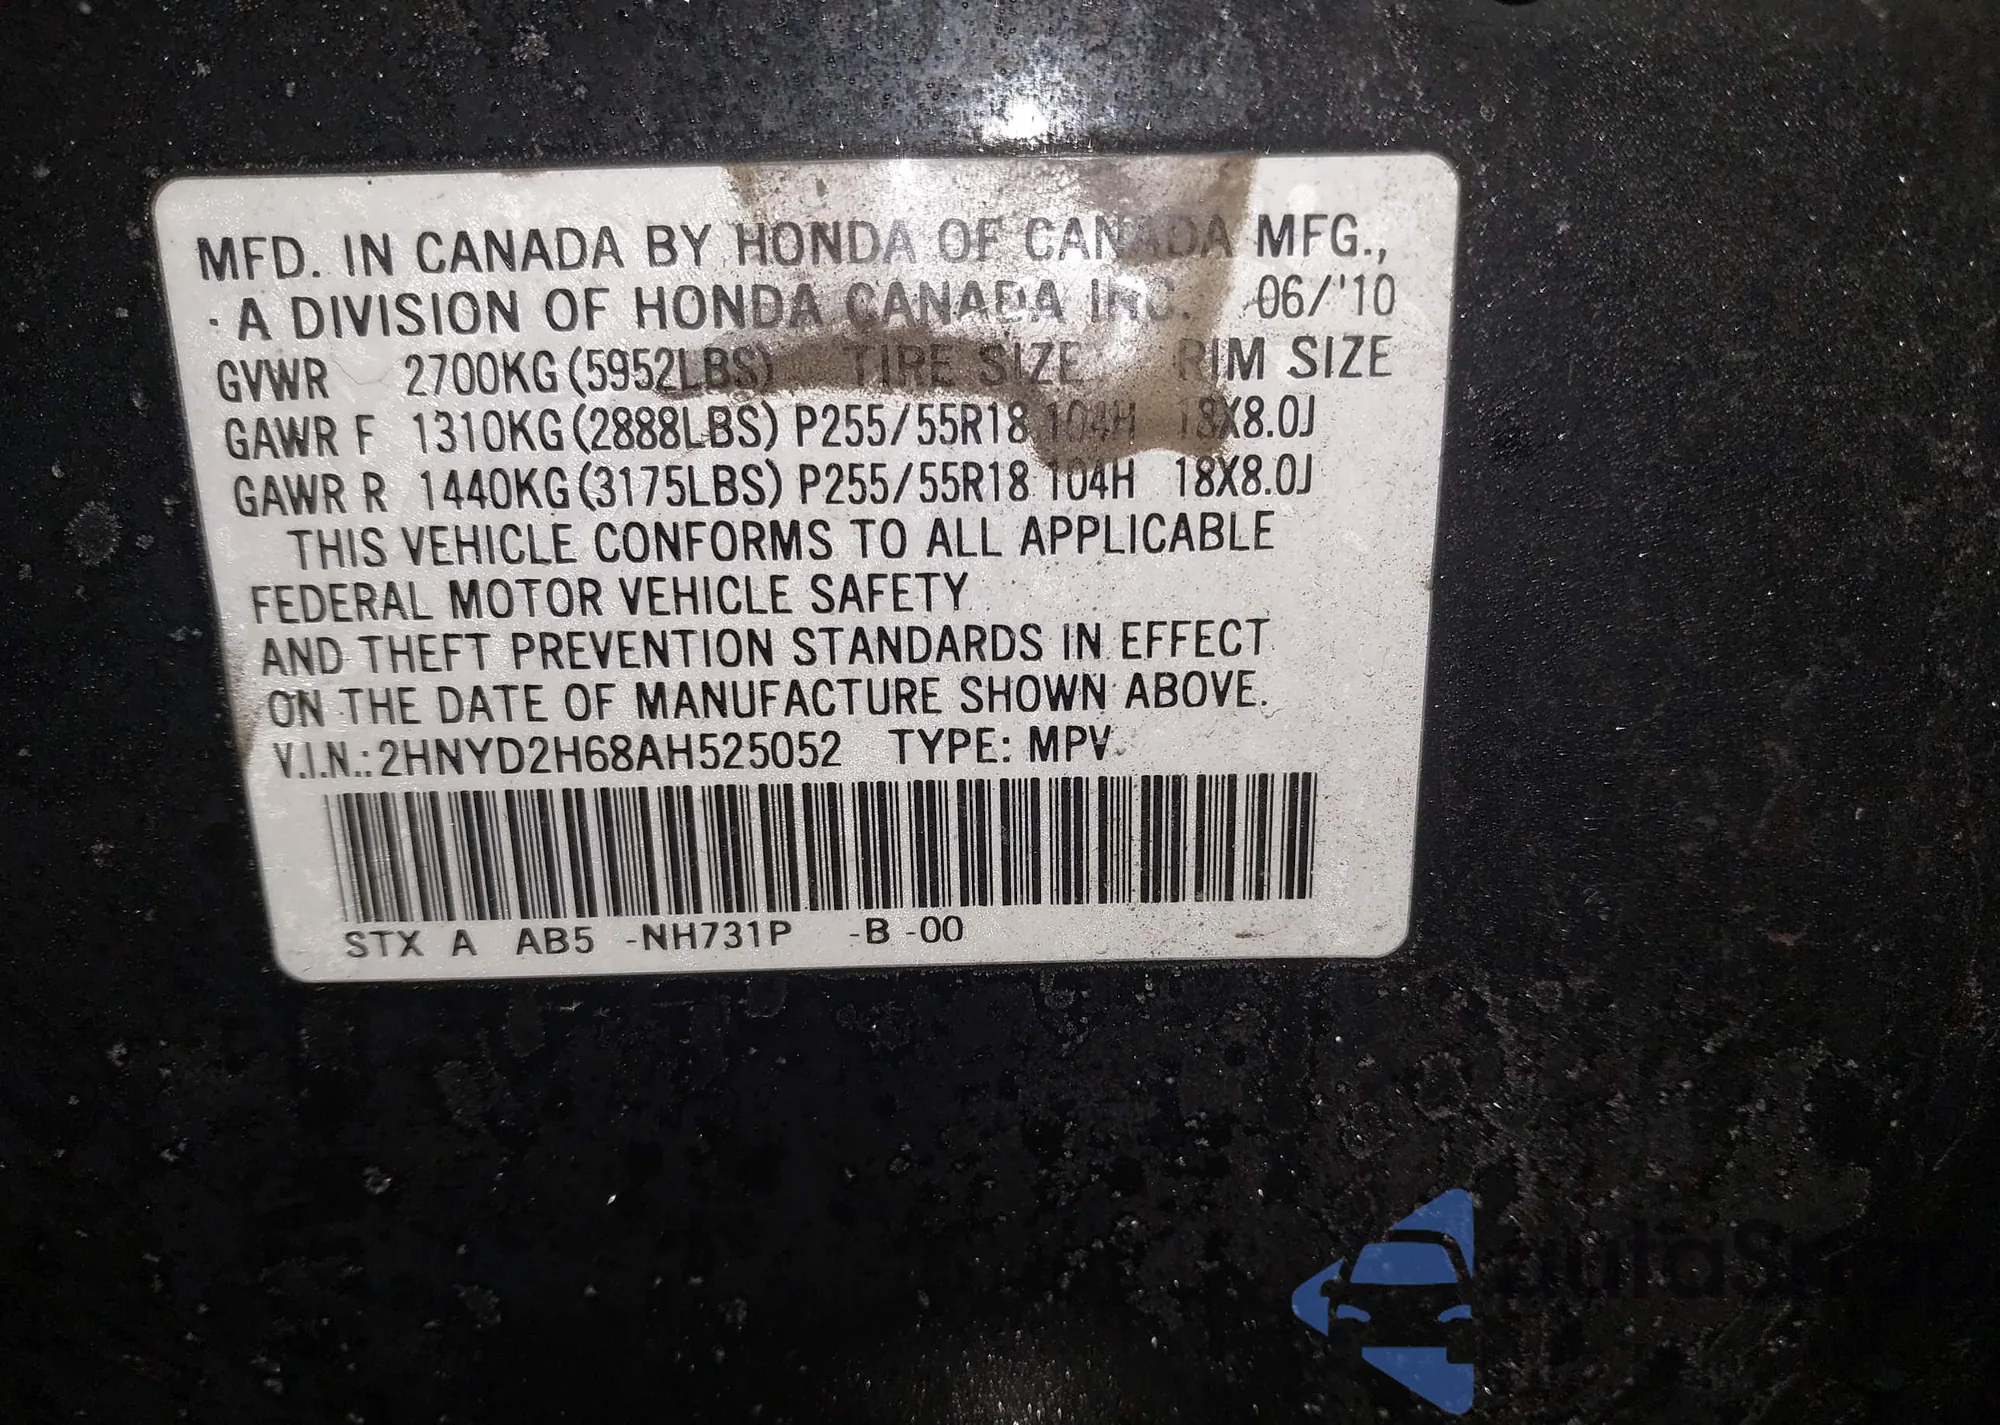 MFD. IN CANADA BY HONDA OF CANADA MFG.,
A DIVISION OF HONDA CANADA INC. 06/'10
GVWR 2700KG (5952LBS) TIRE SIZE RIM SIZE
GAWR F 1310KG (2888LBS) P255/55R18 104H 18X8.0J
GAWR R 1440KG (3175LBS) P255/55R18 104H 18X8.0J
THIS VEHICLE CONFORMS TO ALL APPLICABLE
FEDERAL MOTOR VEHICLE SAFETY
AND THEFT PREVENTION STANDARDS IN EFFECT
ON THE DATE OF MANUFACTURE SHOWN ABOVE.
V.I.N.: 2HNYD2H68AH525052 TYPE: MPV
STX A AB5 -NH731P -B -00